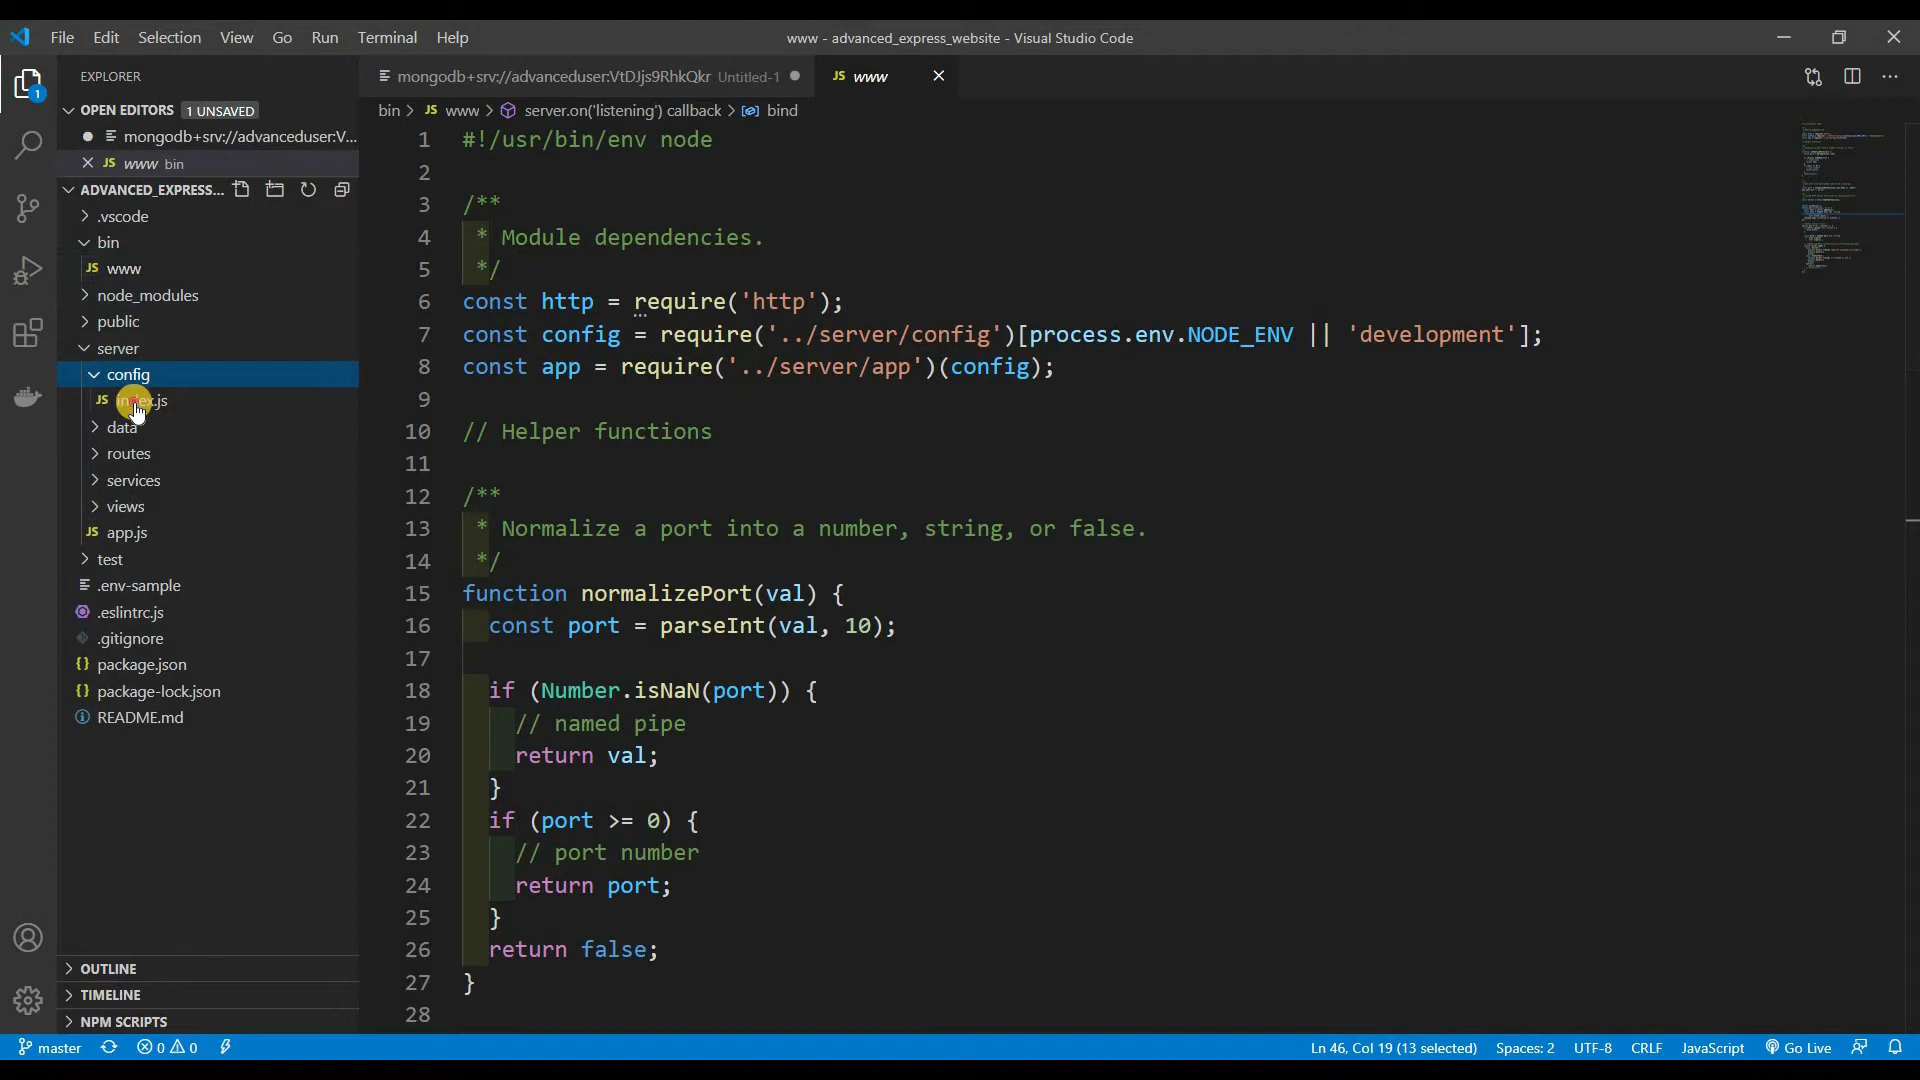 File Edit Selection View Go Run Terminal Help
www - advanced_express_website - Visual Studio Code
EXPLORER
OPEN EDITORS 1 UNSAVED
mongodb+srv://advanceduser:V...
www bin
ADVANCED_EXPRESS...
.vscode
bin
JS www
node_modules
public
server
config
JS index.js
data
routes
services
views
JS app.js
test
.env-sample
.eslintrc.js
.gitignore
{} package.json
{} package-lock.json
README.md
OUTLINE
TIMELINE
NPM SCRIPTS
mongodb+srv://advanceduser:VtDJjs9RhkQkr Untitled-1
JS www
bin > JS www > server.on('listening') callback > bind
1 #!/usr/bin/env node
2
3 /**
4 * Module dependencies.
5 */
6 const http = require('http');
7 const config = require('../server/config')[process.env.NODE_ENV || 'development'];
8 const app = require('../server/app')(config);
9
10 // Helper functions
11
12 /**
13 * Normalize a port into a number, string, or false.
14 */
15 function normalizePort(val) {
16 const port = parseInt(val, 10);
17
18 if (Number.isNaN(port)) {
19 // named pipe
20 return val;
21 }
22 if (port >= 0) {
23 // port number
24 return port;
25 }
26 return false;
27 }
28
master 0 0 Ln 46, Col 19 (13 selected) Spaces: 2 UTF-8 CRLF JavaScript Go Live